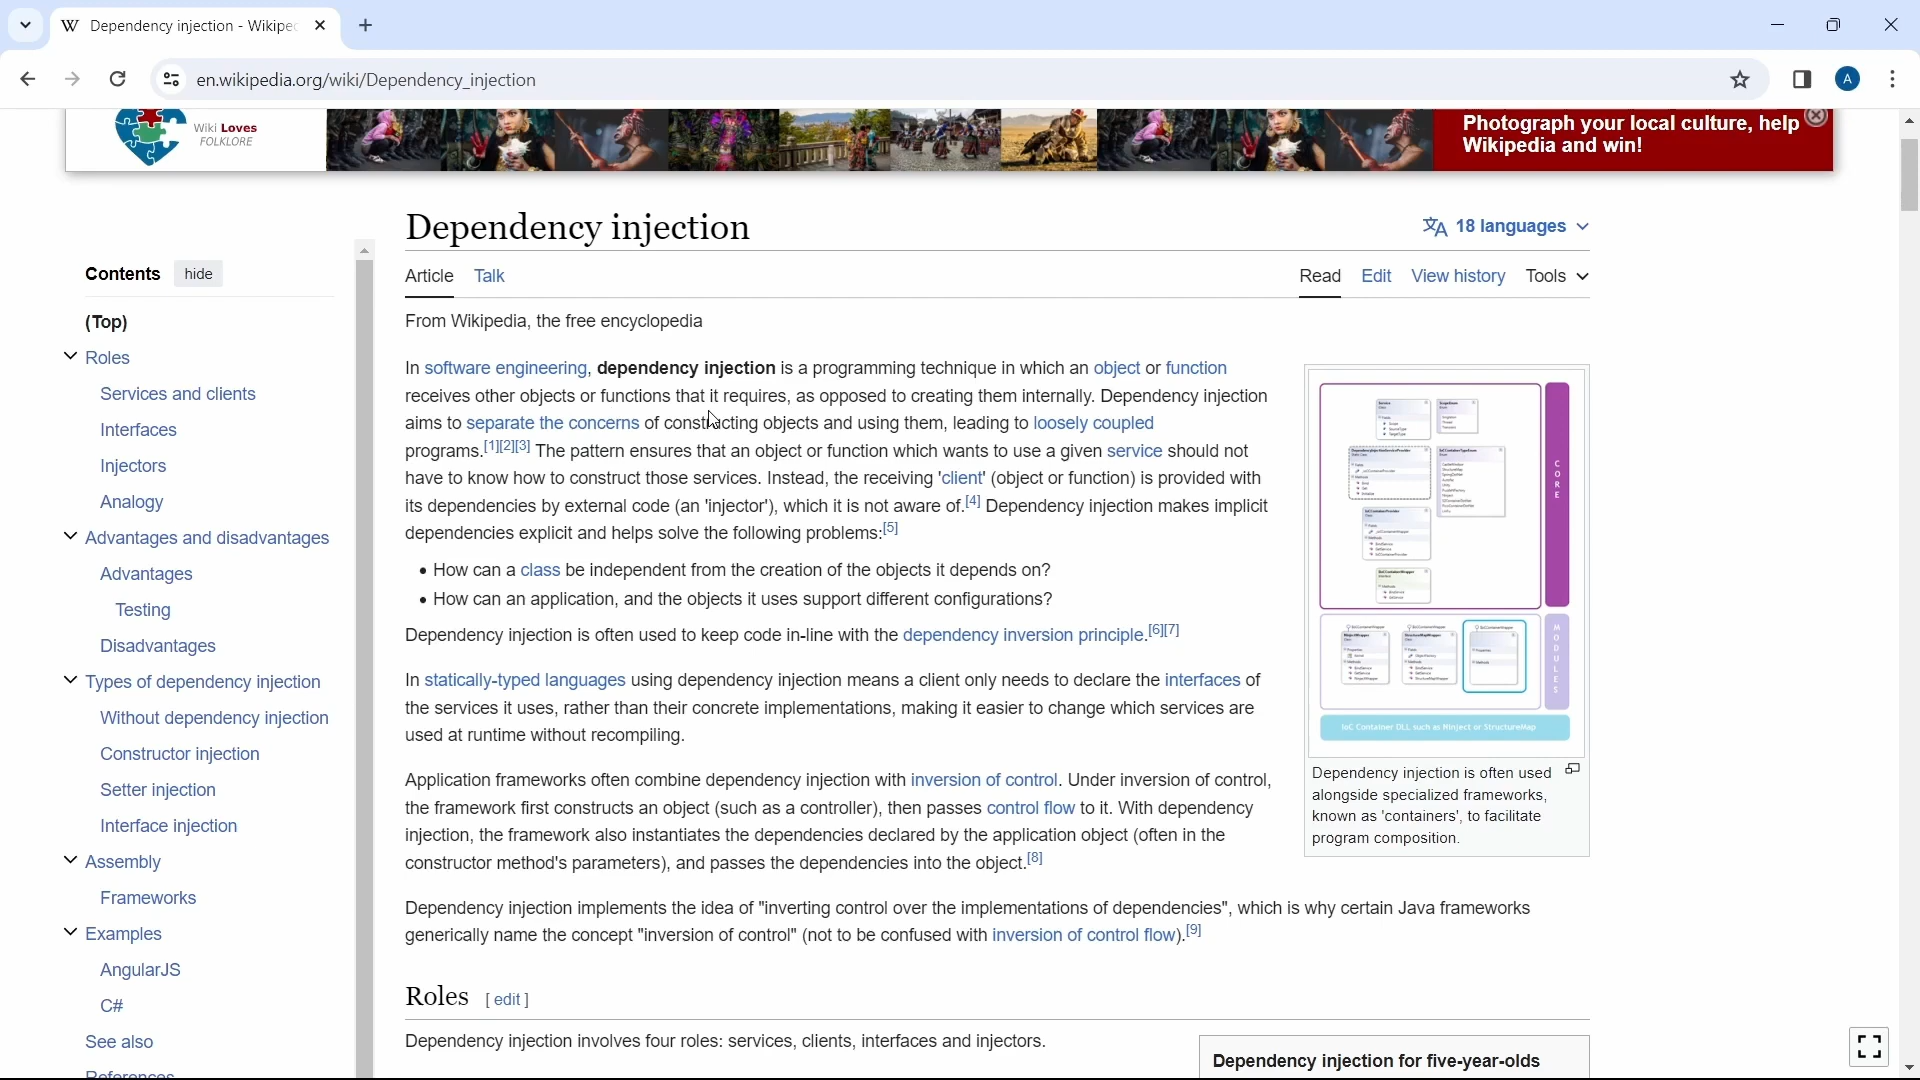 Dependency injection - Wikipe
en.wikipedia.org/wiki/Dependency_injection
A
Wiki Loves
FOLKLORE
Photograph your local culture, help
Wikipedia and win!
Dependency injection
18 languages
Contents hide
Article Talk
Read Edit View history Tools
(Top)
Roles
Services and clients
Interfaces
Injectors
Analogy
Advantages and disadvantages
Advantages
Testing
Disadvantages
Types of dependency injection
Without dependency injection
Constructor injection
Setter injection
Interface injection
Assembly
Frameworks
Examples
AngularJS
C#
See also
References
From Wikipedia, the free encyclopedia
In software engineering, dependency injection is a programming technique in which an object or function
receives other objects or functions that it requires, as opposed to creating them internally. Dependency injection
aims to separate the concerns of constructing objects and using them, leading to loosely coupled
programs.[1][2][3] The pattern ensures that an object or function which wants to use a given service should not
have to know how to construct those services. Instead, the receiving 'client' (object or function) is provided with
its dependencies by external code (an 'injector'), which it is not aware of.[4] Dependency injection makes implicit
dependencies explicit and helps solve the following problems:[5]
• How can a class be independent from the creation of the objects it depends on?
• How can an application, and the objects it uses support different configurations?
Dependency injection is often used to keep code in-line with the dependency inversion principle.[6][7]
In statically-typed languages using dependency injection means a client only needs to declare the interfaces of
the services it uses, rather than their concrete implementations, making it easier to change which services are
used at runtime without recompiling.
Application frameworks often combine dependency injection with inversion of control. Under inversion of control,
the framework first constructs an object (such as a controller), then passes control flow to it. With dependency
injection, the framework also instantiates the dependencies declared by the application object (often in the
constructor method's parameters), and passes the dependencies into the object.[8]
Dependency injection implements the idea of "inverting control over the implementations of dependencies", which is why certain Java frameworks
generically name the concept "inversion of control" (not to be confused with inversion of control flow).[9]
CORE
MODULES
IoC Container DLL such as Ninject or StructureMap
Dependency injection is often used
alongside specialized frameworks,
known as 'containers', to facilitate
program composition.
Roles [ edit ]
Dependency injection involves four roles: services, clients, interfaces and injectors.
Dependency injection for five-year-olds